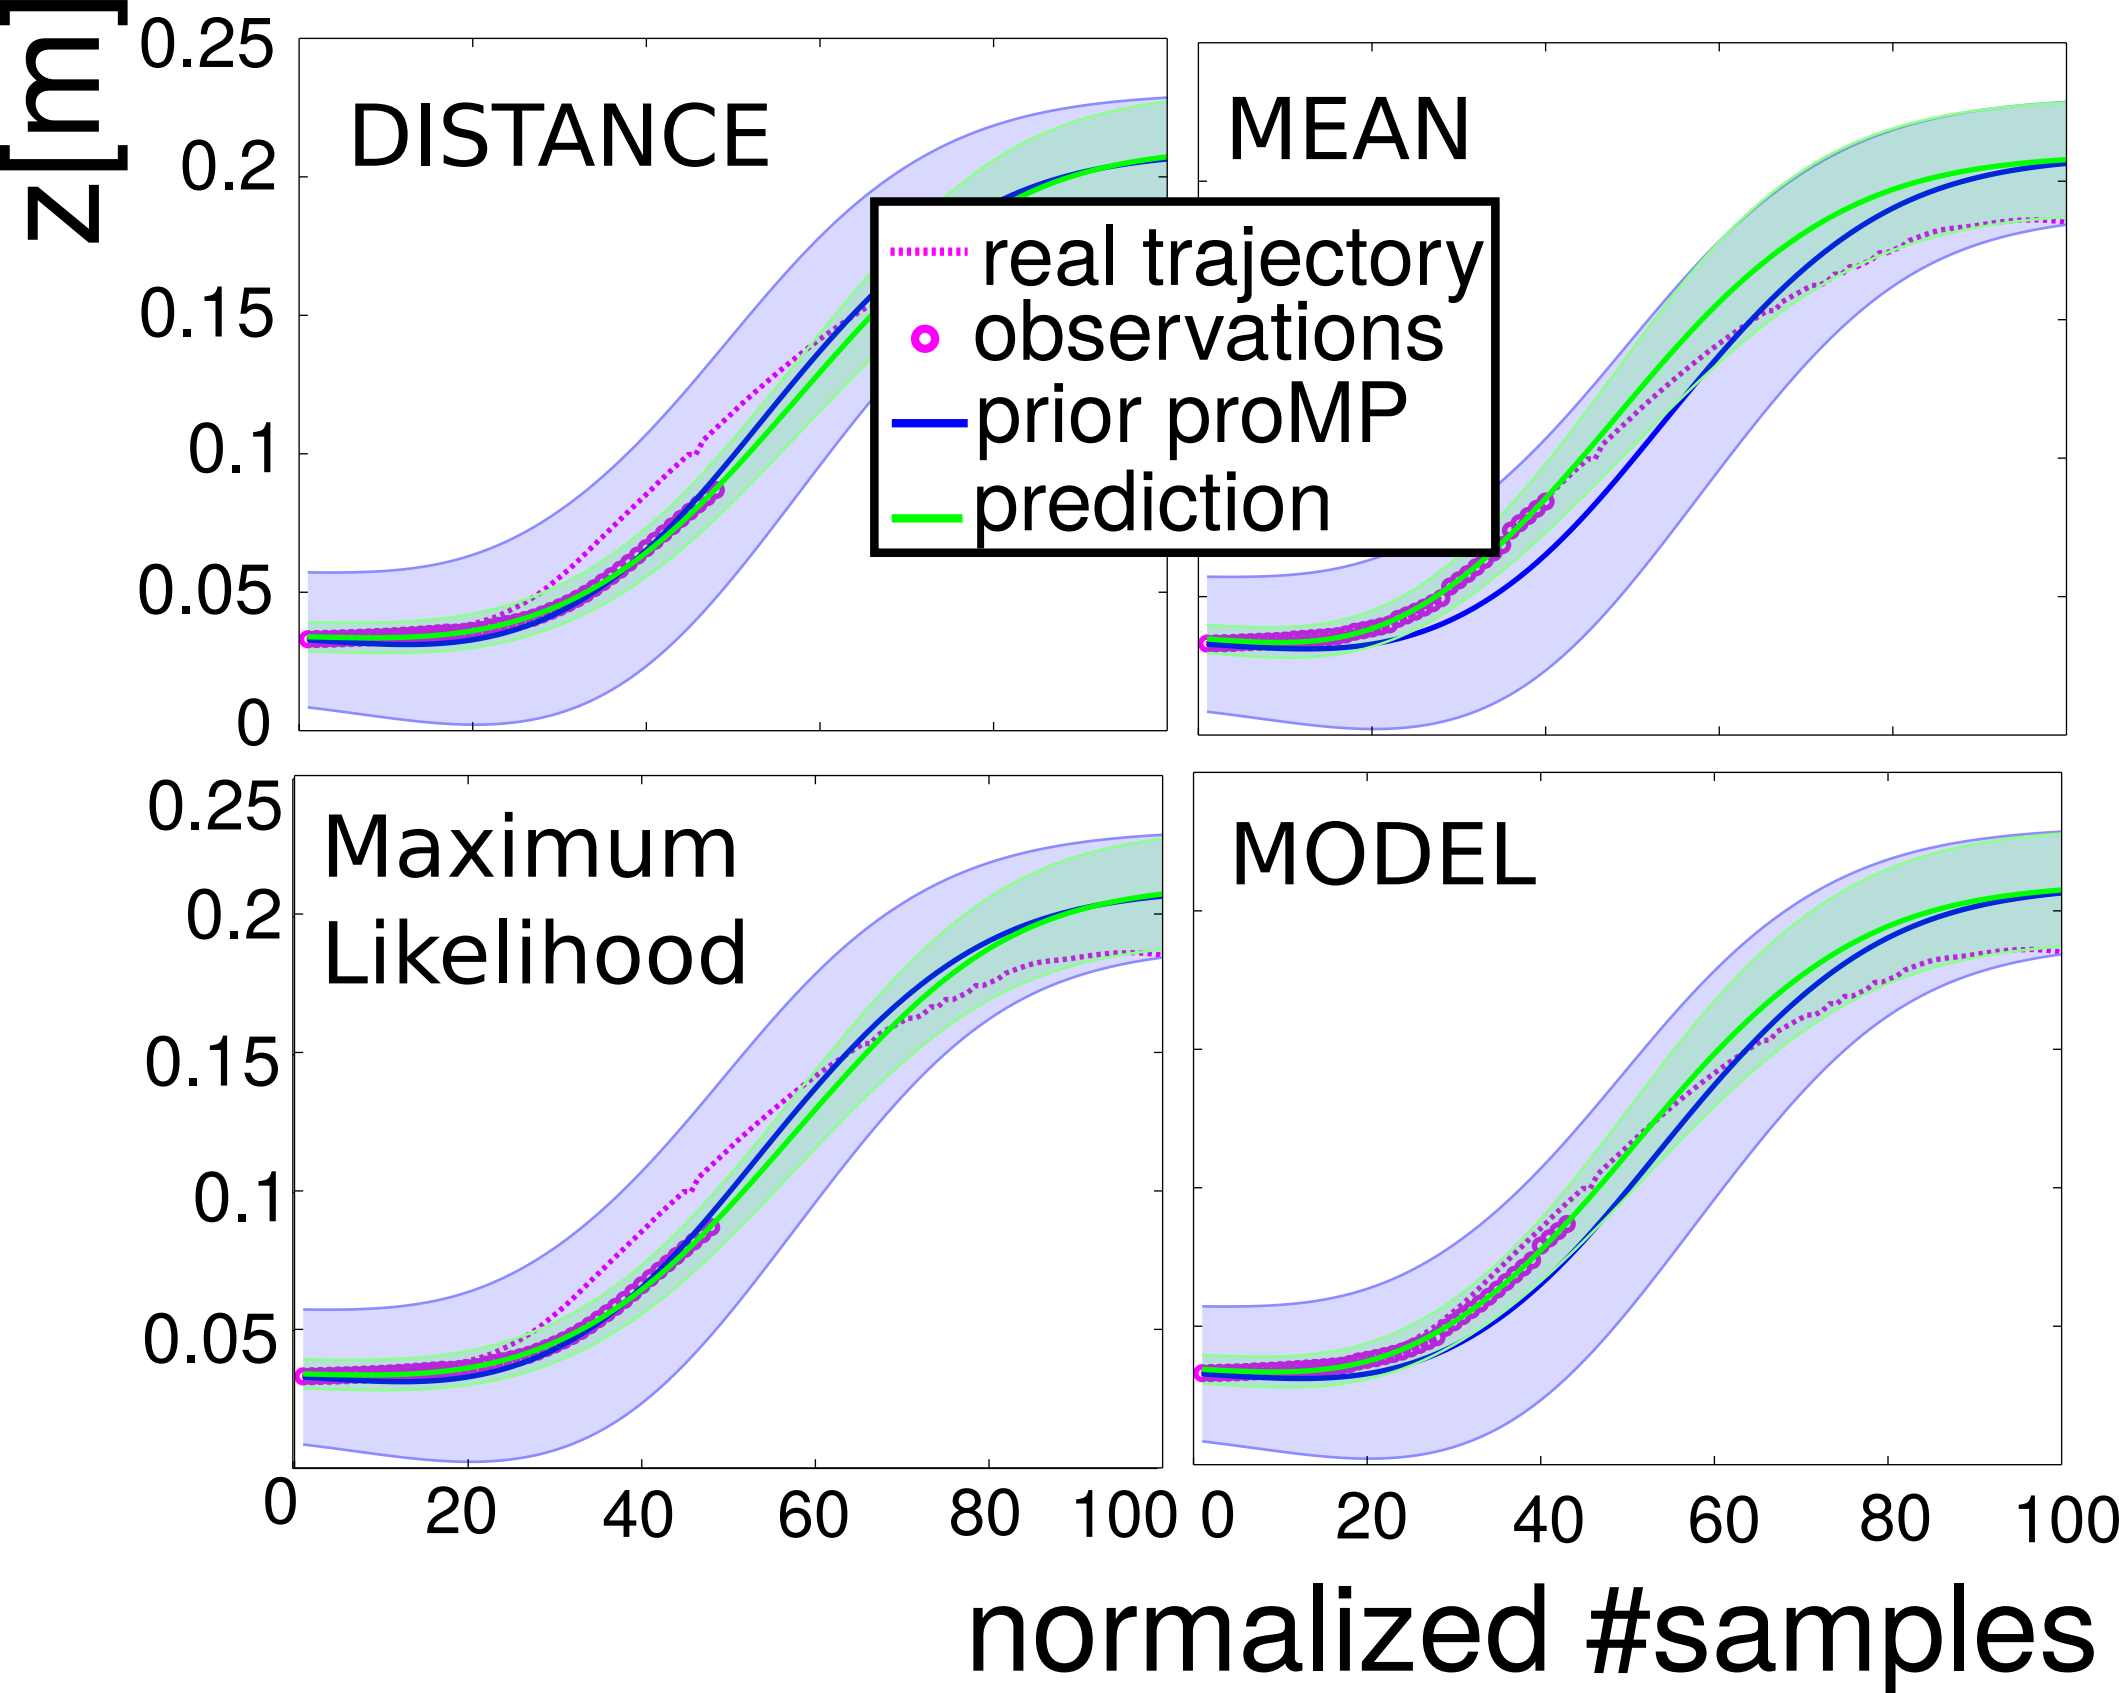 z[m]
0.25
0.2
0.15
0.1
0.05
0
DISTANCE
MEAN
real trajectory
observations
prior proMP
prediction
0.25
0.2
0.15
0.1
0.05
Maximum
Likelihood
MODEL
0 20 40 60 80 100
0 20 40 60 80 100
normalized #samples